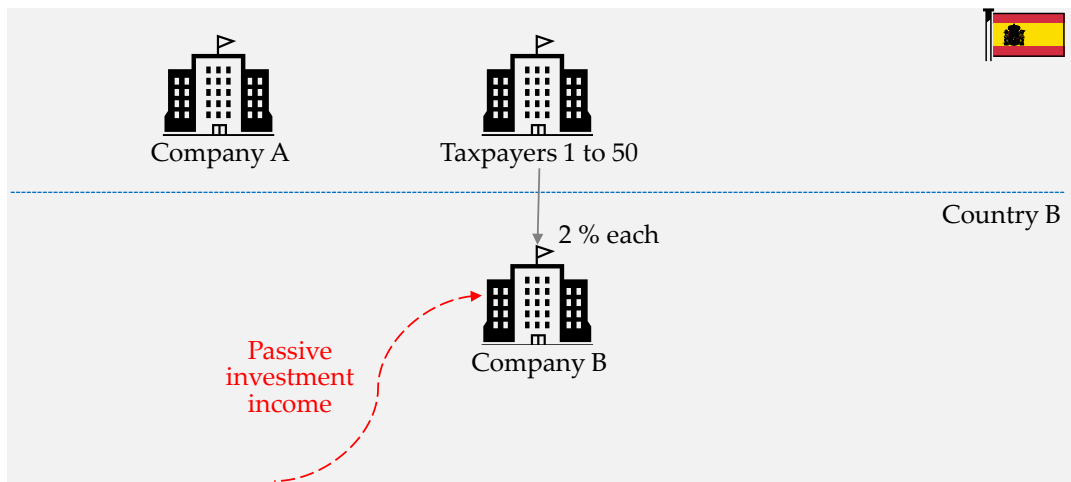 Company A
Taxpayers 1 to 50
Country B
2 % each
Passive
investment
income
Company B